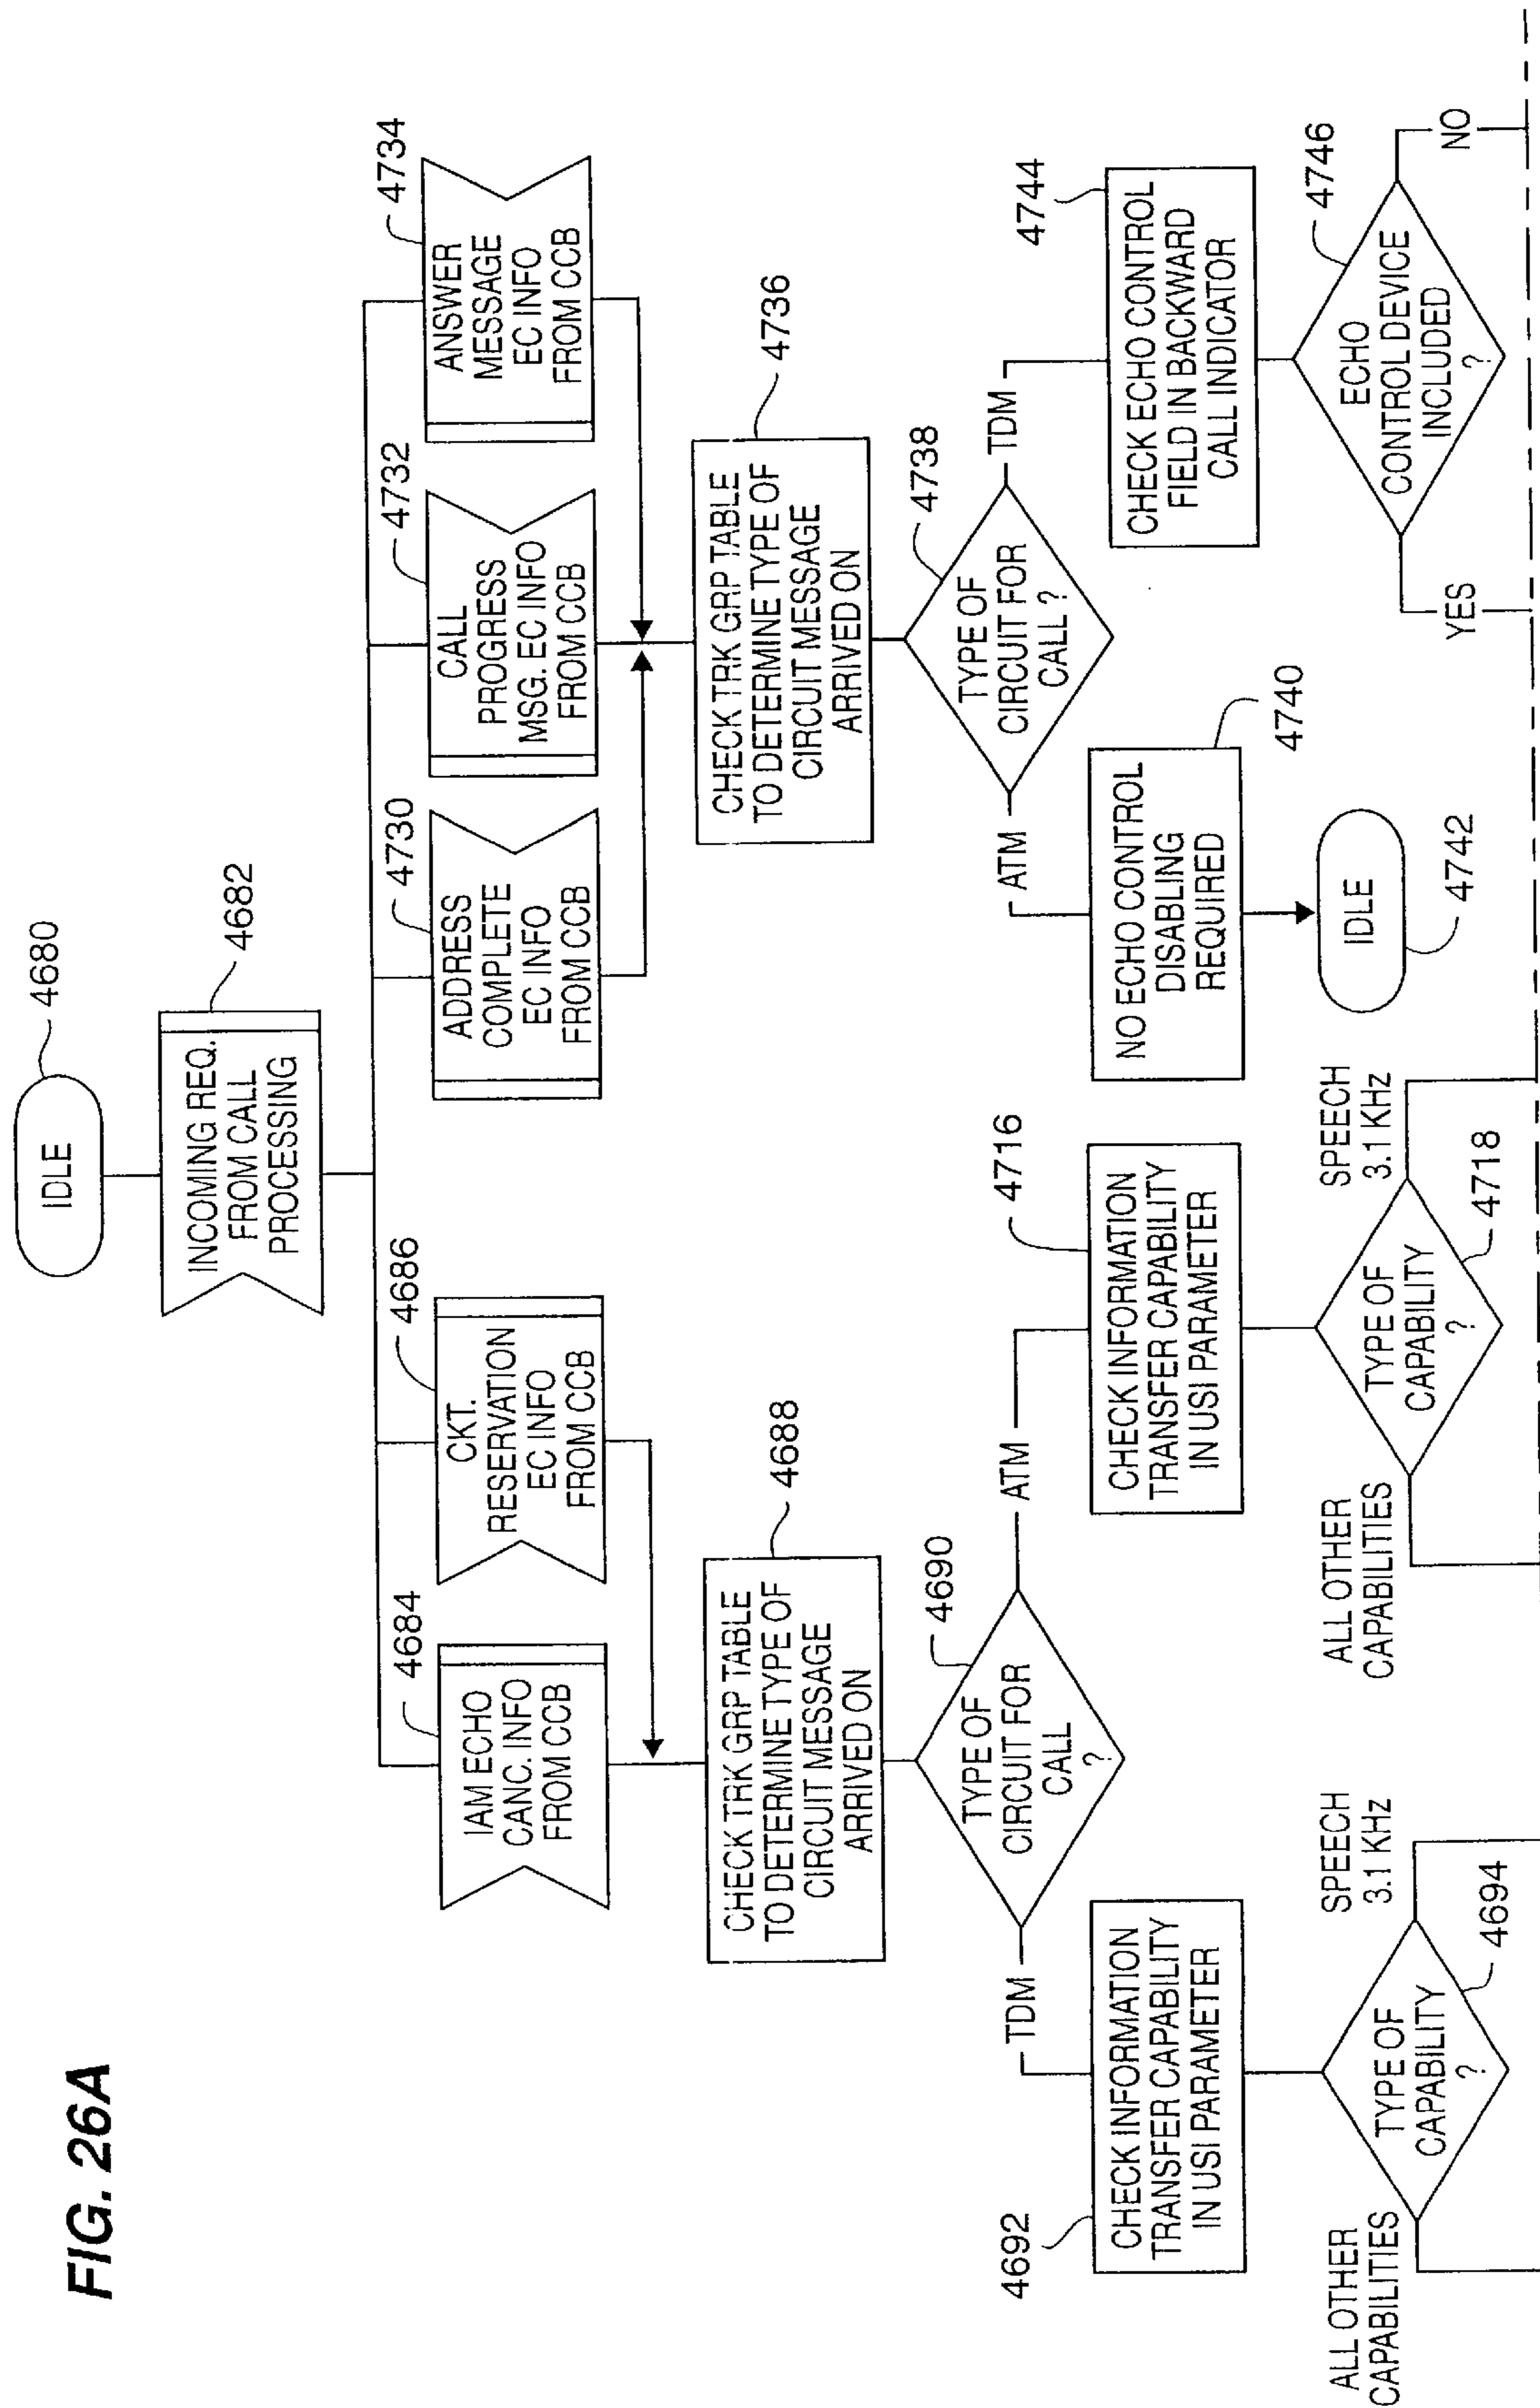 FIG. 26A
IDLE
4680
INCOMING REQ.
FROM CALL
PROCESSING
4682
IAM ECHO
CANC. INFO
FROM CCB
4684
CKT.
RESERVATION
EC INFO
FROM CCB
4686
ADDRESS
COMPLETE
EC INFO
FROM CCB
4730
CALL
PROGRESS
MSG. EC INFO
FROM CCB
4732
ANSWER
MESSAGE
EC INFO
FROM CCB
4734
CHECK TRK GRP TABLE
TO DETERMINE TYPE OF
CIRCUIT MESSAGE
ARRIVED ON
4688
CHECK TRK GRP TABLE
TO DETERMINE TYPE OF
CIRCUIT MESSAGE
ARRIVED ON
4736
TYPE OF
CIRCUIT FOR
CALL
?
4690
TDM
ATM
TYPE OF
CIRCUIT FOR
CALL ?
4738
ATM
TDM
4692
CHECK INFORMATION
TRANSFER CAPABILITY
IN USI PARAMETER
CHECK INFORMATION
TRANSFER CAPABILITY
IN USI PARAMETER
4716
NO ECHO CONTROL
DISABLING
REQUIRED
4740
CHECK ECHO CONTROL
FIELD IN BACKWARD
CALL INDICATOR
4744
ALL OTHER
CAPABILITIES
TYPE OF
CAPABILITY
?
SPEECH
3.1 KHz
4694
ALL OTHER
CAPABILITIES
TYPE OF
CAPABILITY
?
SPEECH
3.1 KHz
4718
IDLE
4742
ECHO
CONTROL DEVICE
INCLUDED
?
4746
YES
NO